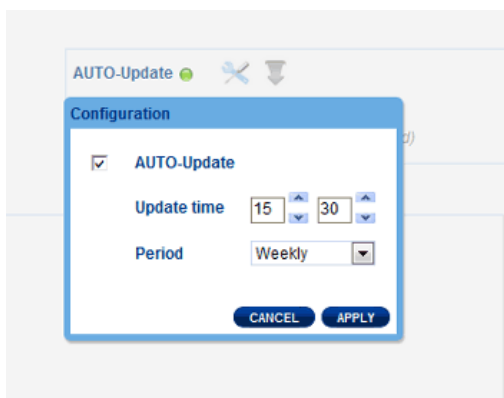 AUTO-Update
Configuration
d)
AUTO-Update
Update time 15 30
Period Weekly
CANCEL APPLY